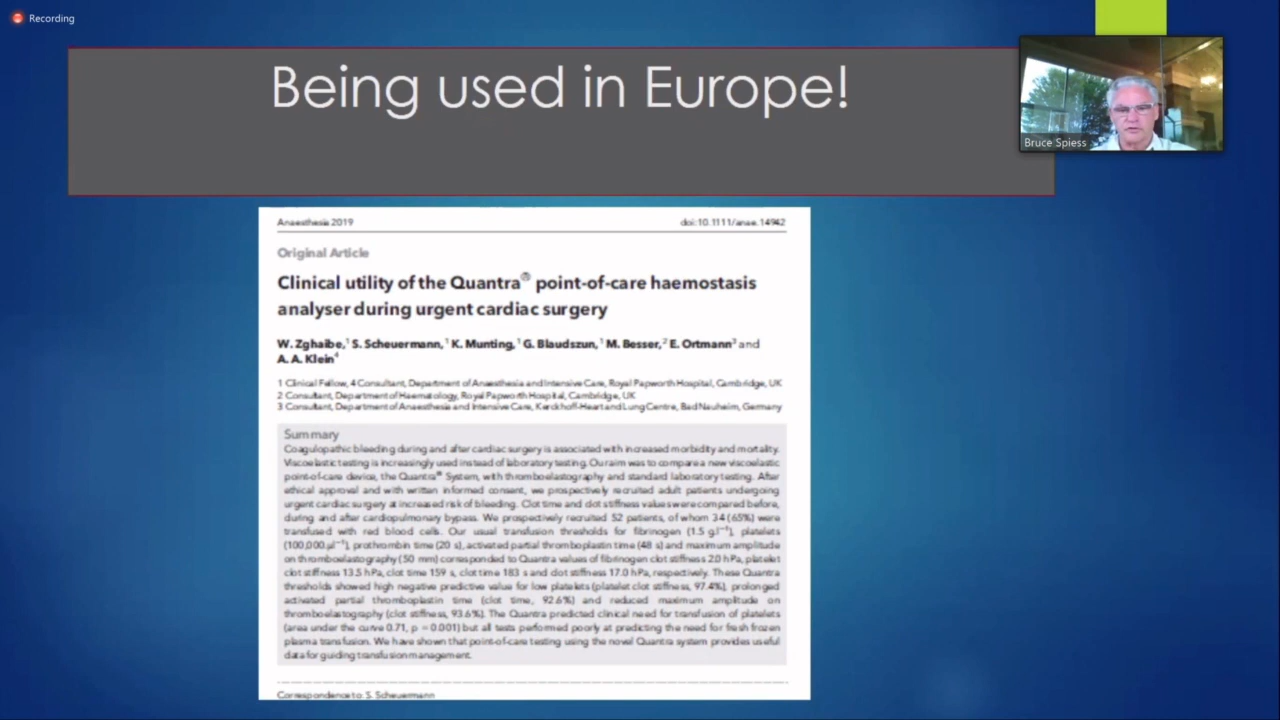 Recording
Being used in Europe!
Bruce Spiess
Anaesthesia 2019 doi:10.1111/anae.14942
Original Article
Clinical utility of the Quantra® point-of-care haemostasis
analyser during urgent cardiac surgery
W. Zghaibe,¹ S. Scheuermann,¹ K. Munting,¹ G. Blaudszun,¹ M. Besser,² E. Ortmann³ and
A. A. Klein⁴
1 Clinical Fellow, 4 Consultant, Department of Anaesthesia and Intensive Care, Royal Papworth Hospital, Cambridge, UK
2 Consultant, Department of Haematology, Royal Papworth Hospital, Cambridge, UK
3 Consultant, Department of Anaesthesia and Intensive Care, Kerckhoff-Heart and Lung Centre, Bad Nauheim, Germany
Summary
Coagulopathic bleeding during and after cardiac surgery is associated with increased morbidity and mortality.
Viscoelastic testing is increasingly used instead of laboratory testing. Our aim was to compare a new viscoelastic
point-of-care device, the Quantra® System, with thromboelastography and standard laboratory testing. After
ethical approval and with written informed consent, we prospectively recruited adult patients undergoing
urgent cardiac surgery at increased risk of bleeding. Clot time and clot stiffness values were compared before,
during and after cardiopulmonary bypass. We prospectively recruited 52 patients, of whom 34 (65%) were
transfused with red blood cells. Our usual transfusion thresholds for fibrinogen (1.5 g.l⁻¹), platelets
(100,000.µl⁻¹), prothrombin time (20 s), activated partial thromboplastin time (48 s) and maximum amplitude
on thromboelastography (50 mm) corresponded to Quantra values of fibrinogen clot stiffness 2.0 hPa, platelet
clot stiffness 13.5 hPa, clot time 159 s, clot time 183 s and clot stiffness 17.0 hPa, respectively. These Quantra
thresholds showed high negative predictive value for low platelets (platelet clot stiffness, 97.4%), prolonged
activated partial thromboplastin time (clot time, 92.6%) and reduced maximum amplitude on
thromboelastography (clot stiffness, 93.6%). The Quantra predicted clinical need for transfusion of platelets
(area under the curve 0.71, p = 0.001) but all tests performed poorly at predicting the need for fresh frozen
plasma transfusion. We have shown that point-of-care testing using the novel Quantra system provides useful
data for guiding transfusion management.
Correspondence to: S. Scheuermann